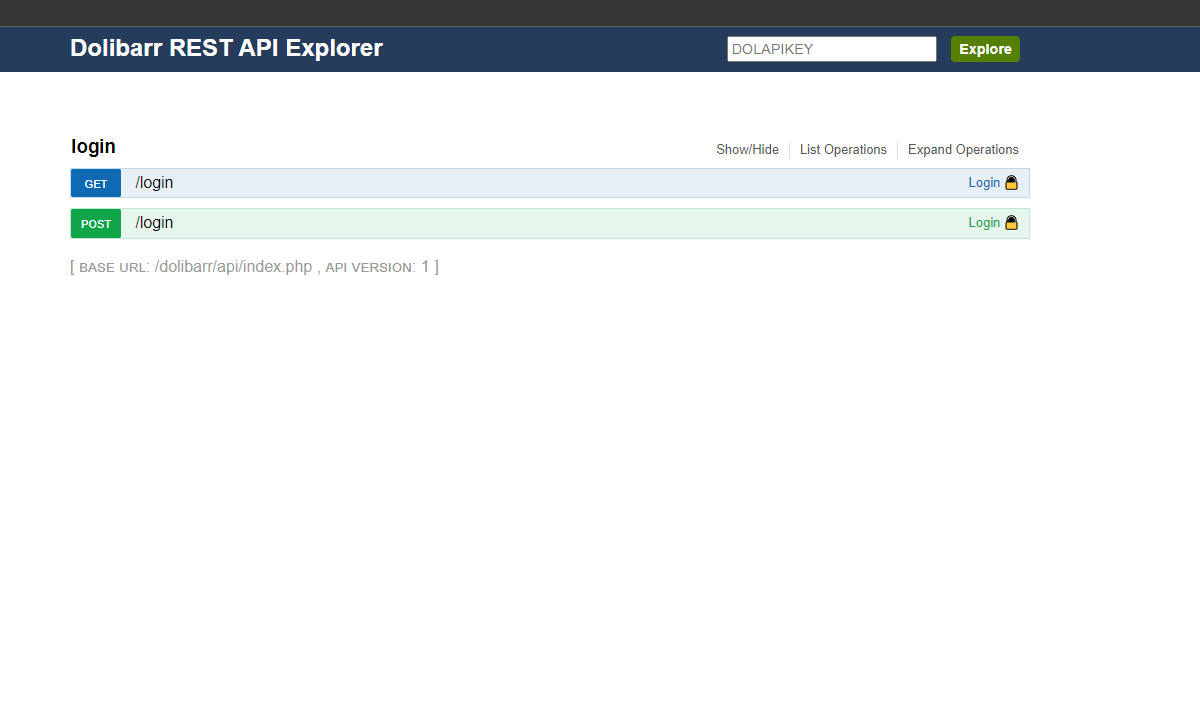 Dolibarr REST API Explorer DOLAPIKEY Explore
login Show/Hide List Operations Expand Operations
GET /login Login
POST /login Login
[ BASE URL: /dolibarr/api/index.php , API VERSION: 1 ]